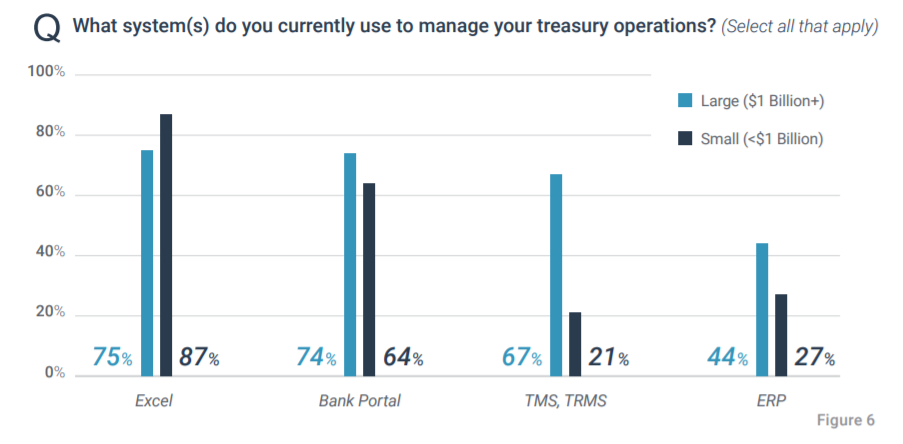 Q What system(s) do you currently use to manage your treasury operations? (Select all that apply)
100%
80%
60%
40%
20%
0%
Large ($1 Billion+)
Small (<$1 Billion)
75% 87% 74% 64% 67% 21% 44% 27%
Excel Bank Portal TMS, TRMS ERP
Figure 6